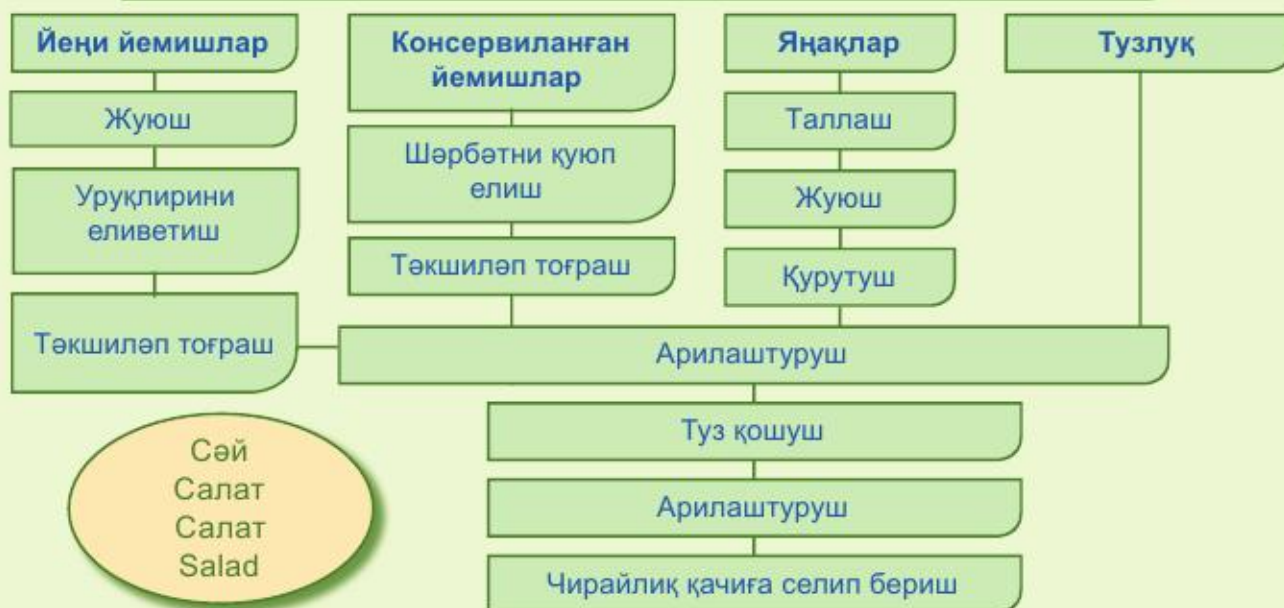 Йеңи йемишлар
Жуюш
Уруқлирини
еливетиш
Тәкшиләп тоғраш
Консервиланған
йемишлар
Шәрбәтни қуюп
елиш
Тәкшиләп тоғраш
Яңақлар
Таллаш
Жуюш
Қурутуш
Тузлуқ
Арилаштуруш
Туз қошуш
Арилаштуруш
Чирайлиқ қачиға селип бериш
Сәй
Салат
Салат
Salad